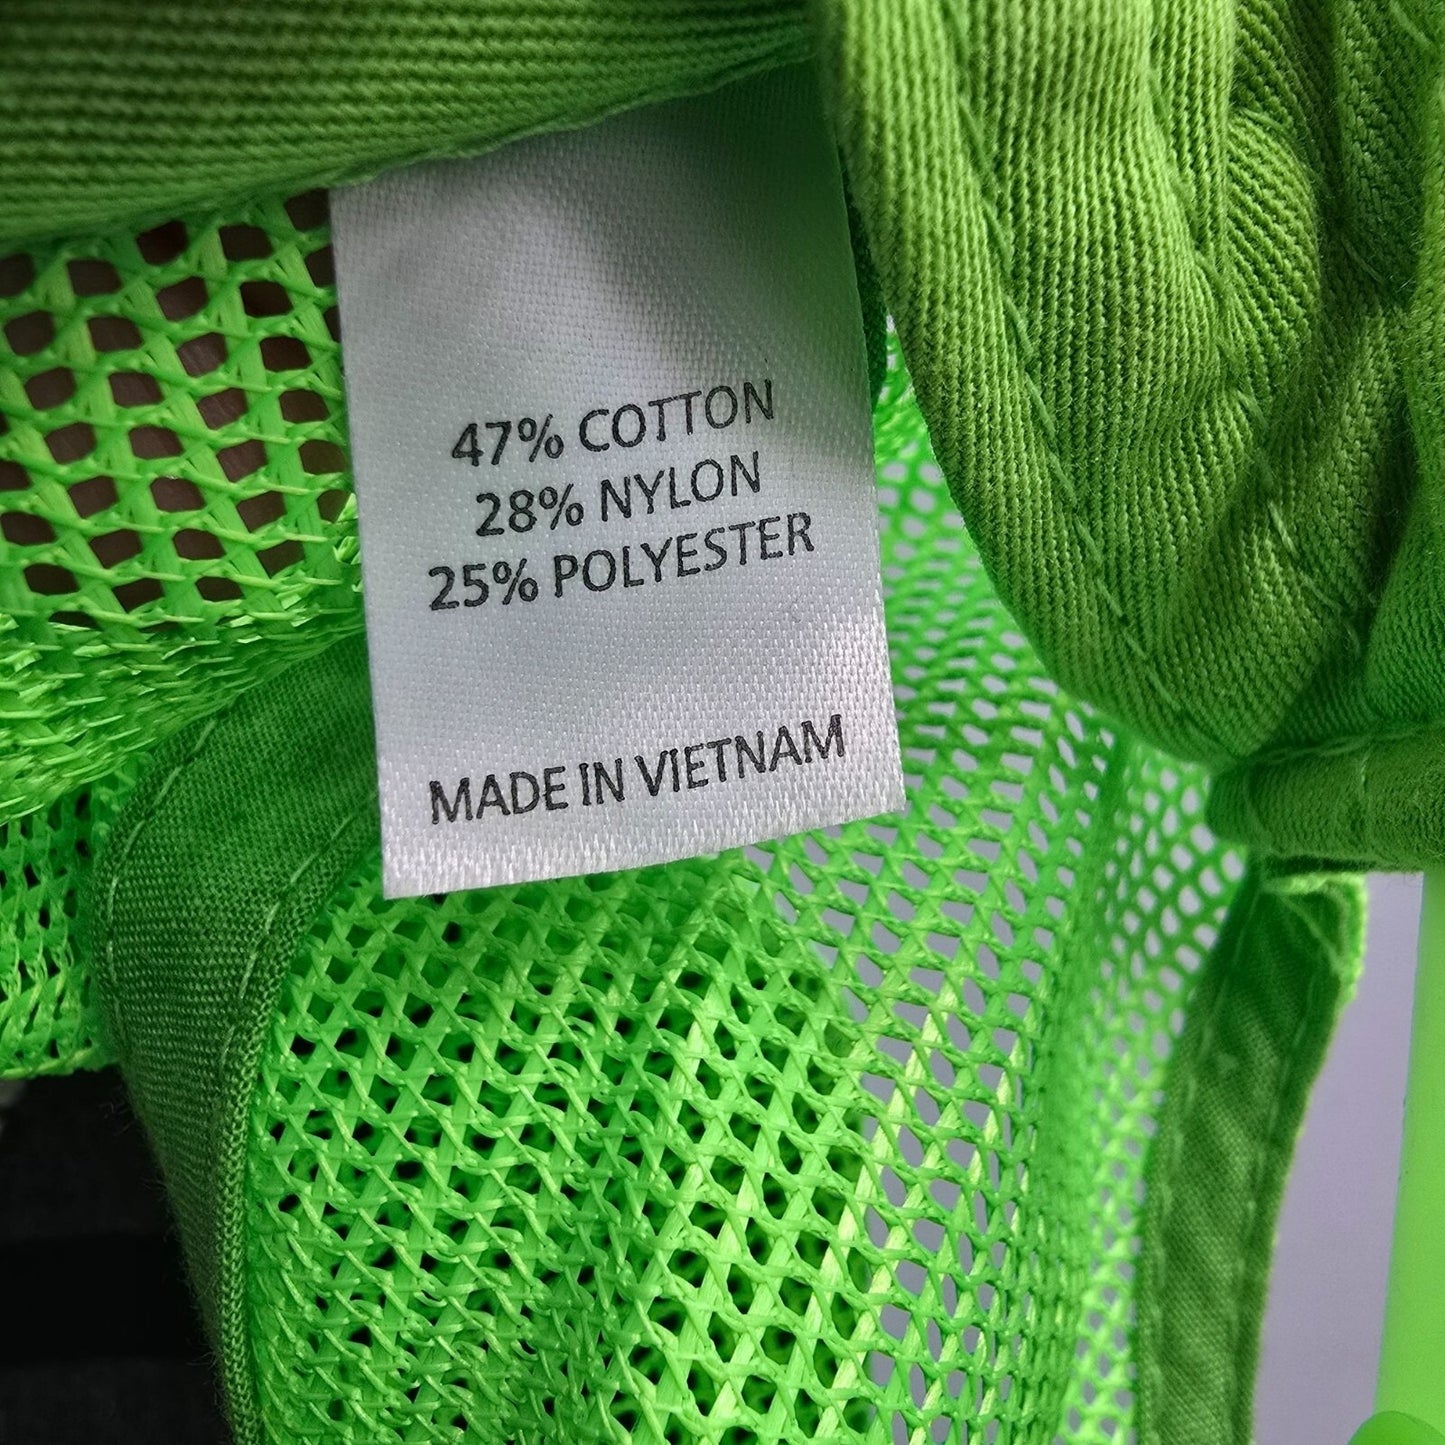 47% COTTON
28% NYLON
25% POLYESTER
MADE IN VIETNAM